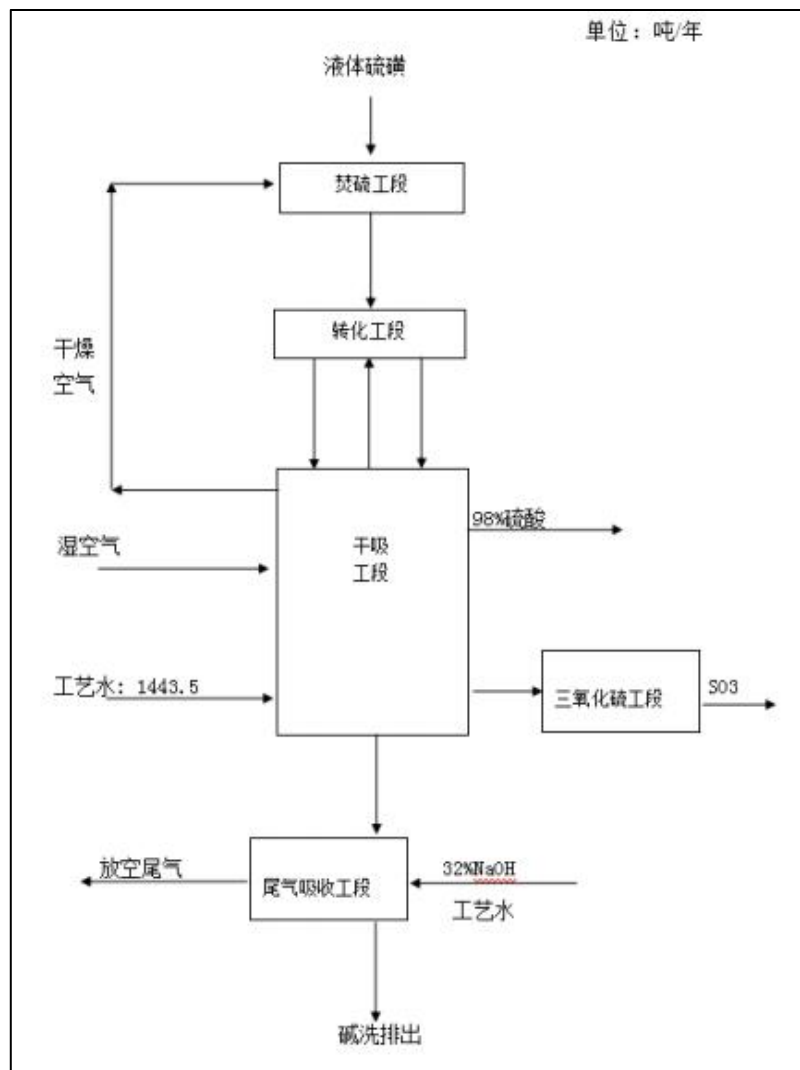 单位：吨/年
液体硫磺
焚硫工段
转化工段
干燥
空气
98%硫酸
湿空气
干吸
工段
工艺水：1443.5
三氧化硫工段
SO3
放空尾气
尾气吸收工段
32%NaOH
工艺水
碱洗排出